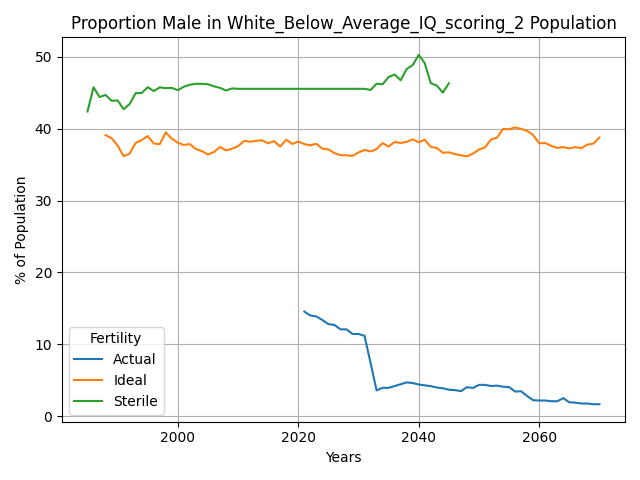 Proportion Male in White_Below_Average_IQ_scoring_2 Population
% of Population
50
40
30
20
10
0
Fertility
Actual
Ideal
Sterile
2000
2020
2040
2060
Years